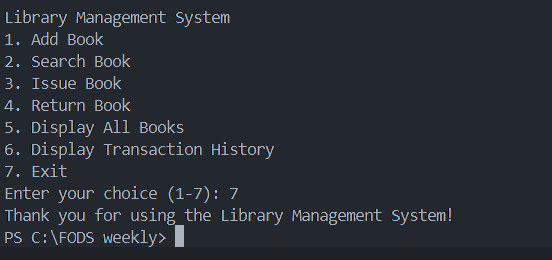 Library Management System
1. Add Book
2. Search Book
3. Issue Book
4. Return Book
5. Display All Books
6. Display Transaction History
7. Exit
Enter your choice (1-7): 7
Thank you for using the Library Management System!
PS C:\FODS weekly>